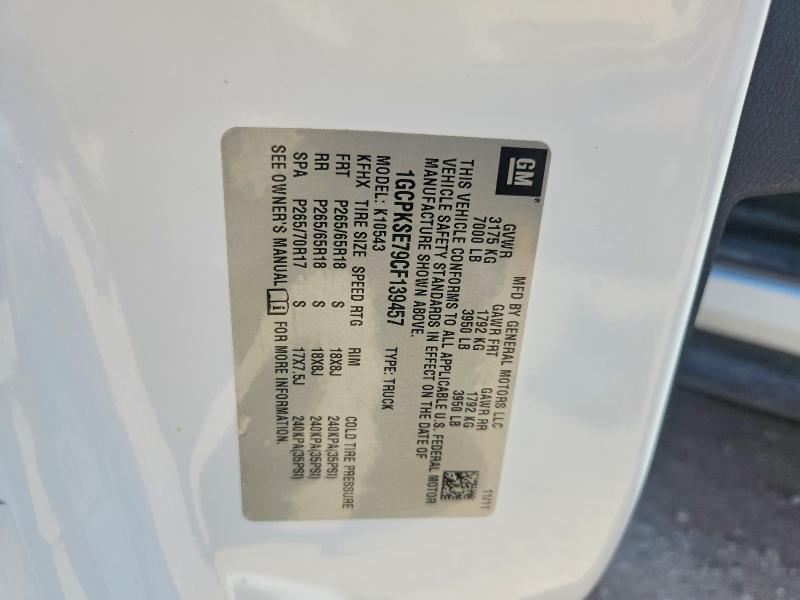 GM
MFD BY GENERAL MOTORS LLC 11/11
GVWR GAWR FRT GAWR RR
3175 KG 1792 KG 1792 KG
7000 LB 3950 LB 3950 LB
THIS VEHICLE CONFORMS TO ALL APPLICABLE U.S. FEDERAL MOTOR
VEHICLE SAFETY STANDARDS IN EFFECT ON THE DATE OF
MANUFACTURE SHOWN ABOVE.
1GCPKSE79CF139457 TYPE: TRUCK
MODEL: K10543
KFHX TIRE SIZE SPEED RTG RIM COLD TIRE PRESSURE
FRT P265/65R18 S 18X8J 240KPA(35PSI)
RR P265/65R18 S 18X8J 240KPA(35PSI)
SPA P265/70R17 S 17X7.5J 240KPA(35PSI)
SEE OWNER'S MANUAL i FOR MORE INFORMATION.